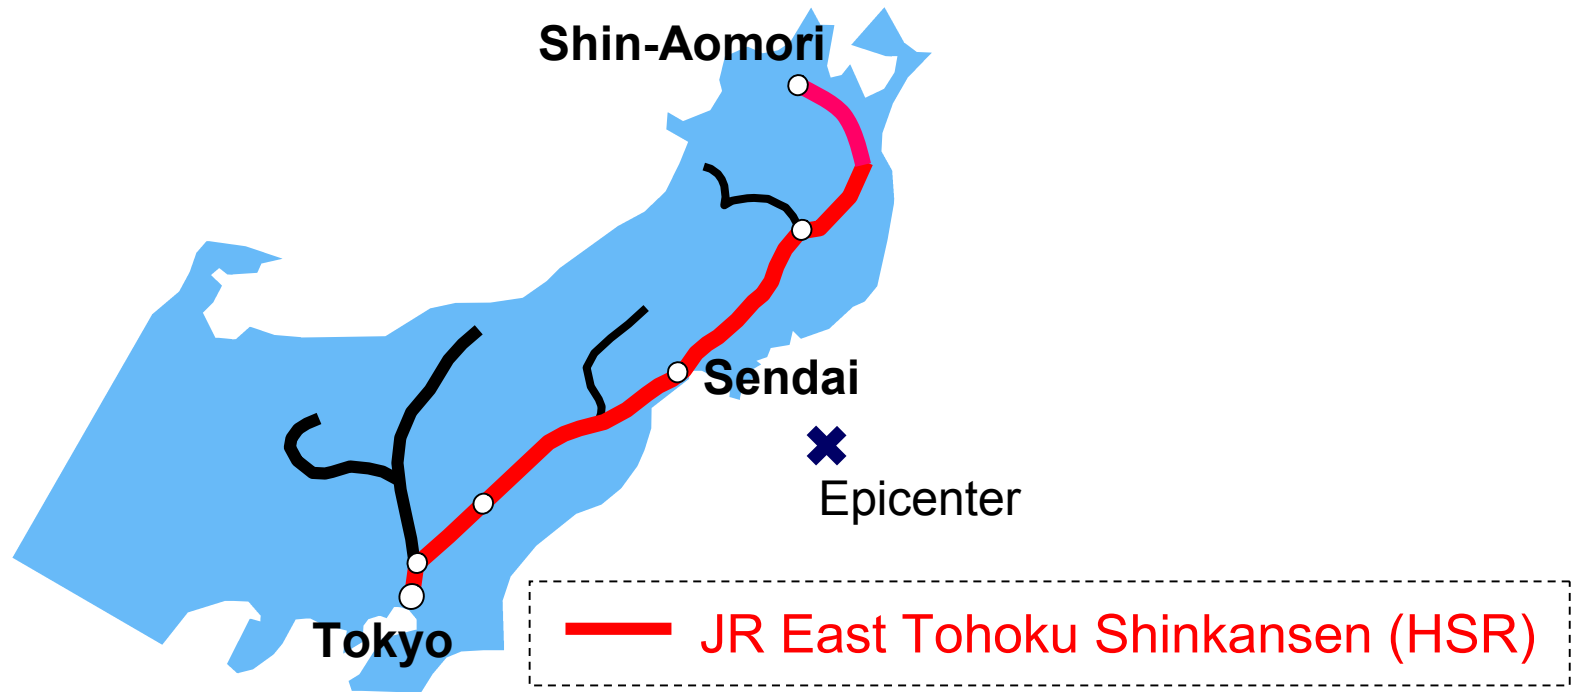 Shin-Aomori
Sendai
Epicenter
Tokyo
JR East Tohoku Shinkansen (HSR)